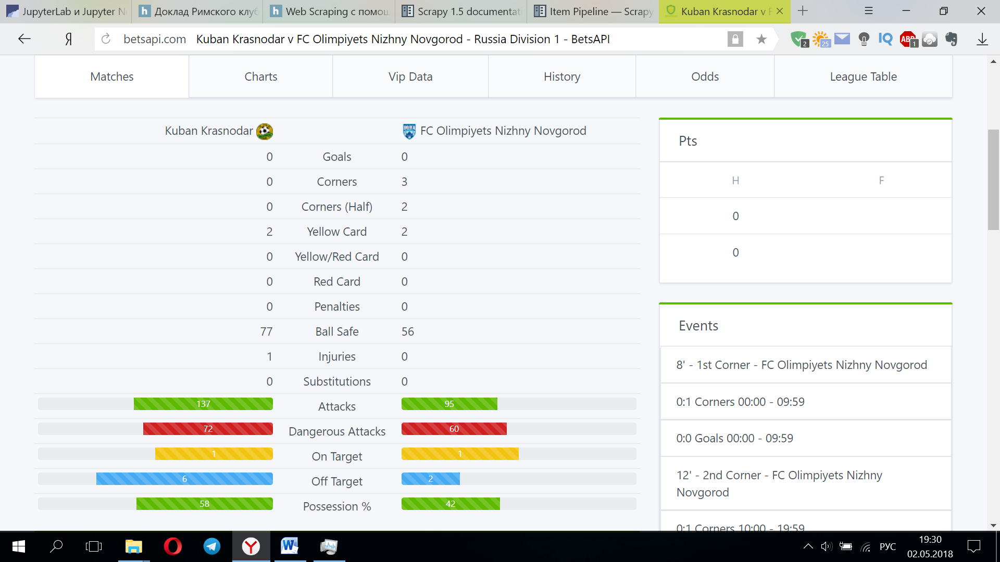 JupyterLab и Jupyter N
Доклад Римского клуб
Web Scraping с помощ
Scrapy 1.5 documentat
Item Pipeline — Scrapy
Kuban Krasnodar v F
Я
betsapi.com Kuban Krasnodar v FC Olimpiyets Nizhny Novgorod - Russia Division 1 - BetsAPI
2
25
IQ
ABP
1
Matches Charts Vip Data History Odds League Table
Kuban Krasnodar FC Olimpiyets Nizhny Novgorod
0 Goals 0
0 Corners 3
0 Corners (Half) 2
2 Yellow Card 2
0 Yellow/Red Card 0
0 Red Card 0
0 Penalties 0
77 Ball Safe 56
1 Injuries 0
0 Substitutions 0
137 Attacks 95
72 Dangerous Attacks 60
1 On Target 1
6 Off Target 2
58 Possession % 42
Pts
H F
0
0
Events
8' - 1st Corner - FC Olimpiyets Nizhny Novgorod
0:1 Corners 00:00 - 09:59
0:0 Goals 00:00 - 09:59
12' - 2nd Corner - FC Olimpiyets Nizhny
Novgorod
0:1 Corners 10:00 - 19:59
РУС
19:30
02.05.2018